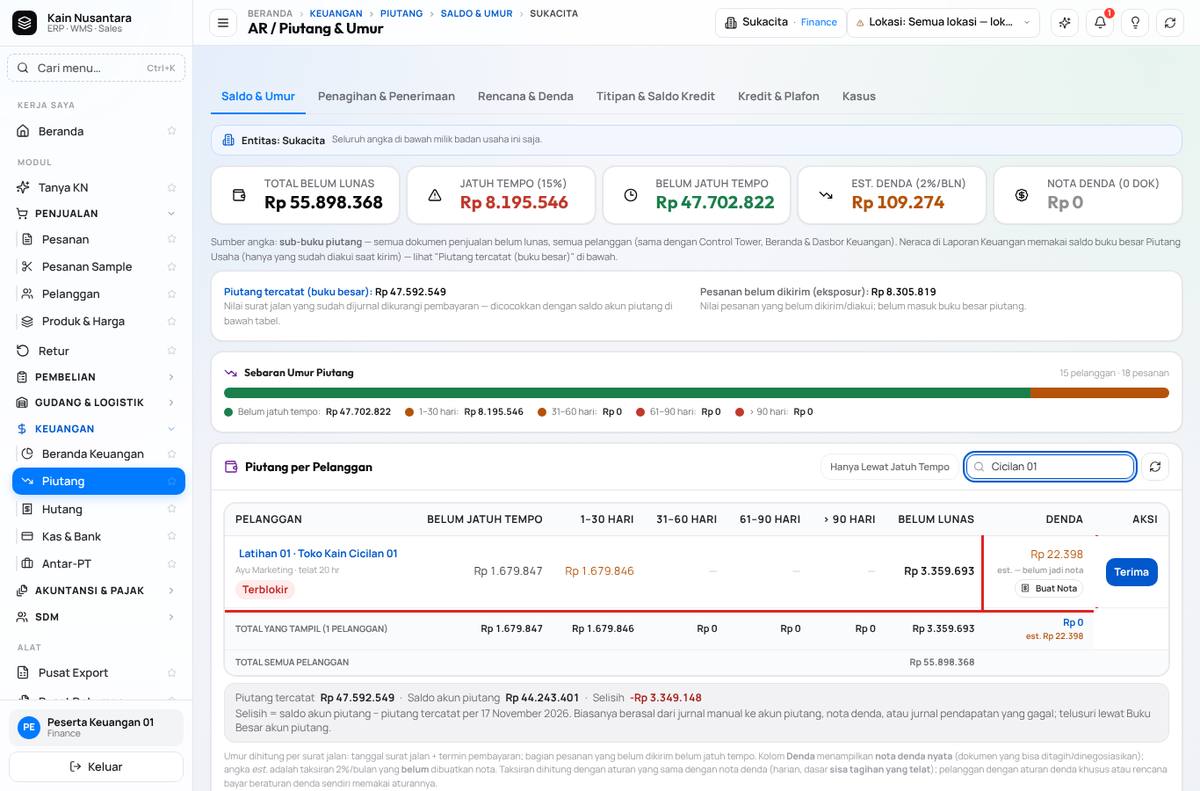 Kain Nusantara
ERP · WMS · Sales
Cari menu...
Ctrl+K
KERJA SAYA
Beranda
MODUL
Tanya KN
PENJUALAN
Pesanan
Pesanan Sample
Pelanggan
Produk & Harga
Retur
PEMBELIAN
GUDANG & LOGISTIK
KEUANGAN
Beranda Keuangan
Piutang
Hutang
Kas & Bank
Antar-PT
AKUNTANSI & PAJAK
SDM
ALAT
Pusat Export
PE
Peserta Keuangan 01
Finance
Keluar
BERANDA › KEUANGAN › PIUTANG › SALDO & UMUR › SUKACITA
AR / Piutang & Umur
Sukacita · Finance
Lokasi: Semua lokasi — lok...
1
Saldo & Umur
Penagihan & Penerimaan
Rencana & Denda
Titipan & Saldo Kredit
Kredit & Plafon
Kasus
Entitas: Sukacita Seluruh angka di bawah milik badan usaha ini saja.
TOTAL BELUM LUNAS
Rp 55.898.368
JATUH TEMPO (15%)
Rp 8.195.546
BELUM JATUH TEMPO
Rp 47.702.822
EST. DENDA (2%/BLN)
Rp 109.274
NOTA DENDA (0 DOK)
Rp 0
Sumber angka: sub-buku piutang — semua dokumen penjualan belum lunas, semua pelanggan (sama dengan Control Tower, Beranda & Dasbor Keuangan). Neraca di Laporan Keuangan memakai saldo buku besar Piutang
Usaha (hanya yang sudah diakui saat kirim) — lihat "Piutang tercatat (buku besar)" di bawah.
Piutang tercatat (buku besar): Rp 47.592.549
Nilai surat jalan yang sudah dijurnal dikurangi pembayaran — dicocokkan dengan saldo akun piutang di
bawah tabel.
Pesanan belum dikirim (eksposur): Rp 8.305.819
Nilai pesanan yang belum dikirim/diakui; belum masuk buku besar piutang.
Sebaran Umur Piutang
15 pelanggan · 18 pesanan
Belum jatuh tempo: Rp 47.702.822
1–30 hari: Rp 8.195.546
31–60 hari: Rp 0
61–90 hari: Rp 0
> 90 hari: Rp 0
Piutang per Pelanggan
Hanya Lewat Jatuh Tempo
Cicilan 01
PELANGGAN BELUM JATUH TEMPO 1–30 HARI 31–60 HARI 61–90 HARI > 90 HARI BELUM LUNAS DENDA AKSI
Latihan 01 · Toko Kain Cicilan 01
Ayu Marketing · telat 20 hr
Terblokir
Rp 1.679.847 Rp 1.679.846 — — — Rp 3.359.693
Rp 22.398
est. — belum jadi nota
Buat Nota
Terima
TOTAL YANG TAMPIL (1 PELANGGAN) Rp 1.679.847 Rp 1.679.846 Rp 0 Rp 0 Rp 0 Rp 3.359.693
Rp 0
est. Rp 22.398
TOTAL SEMUA PELANGGAN Rp 55.898.368
Piutang tercatat Rp 47.592.549 · Saldo akun piutang Rp 44.243.401 · Selisih -Rp 3.349.148
Selisih = saldo akun piutang − piutang tercatat per 17 November 2026. Biasanya berasal dari jurnal manual ke akun piutang, nota denda, atau jurnal pendapatan yang gagal; telusuri lewat Buku
Besar akun piutang.
Umur dihitung per surat jalan: tanggal surat jalan + termin pembayaran; bagian pesanan yang belum dikirim belum jatuh tempo. Kolom Denda menampilkan nota denda nyata (dokumen yang bisa ditagih/dinegosiasikan);
angka est. adalah taksiran 2%/bulan yang belum dibuatkan nota. Taksiran dihitung dengan aturan yang sama dengan nota denda (harian, dasar sisa tagihan yang telat); pelanggan dengan aturan denda khusus atau rencana
bayar beraturan denda sendiri memakai aturannya.